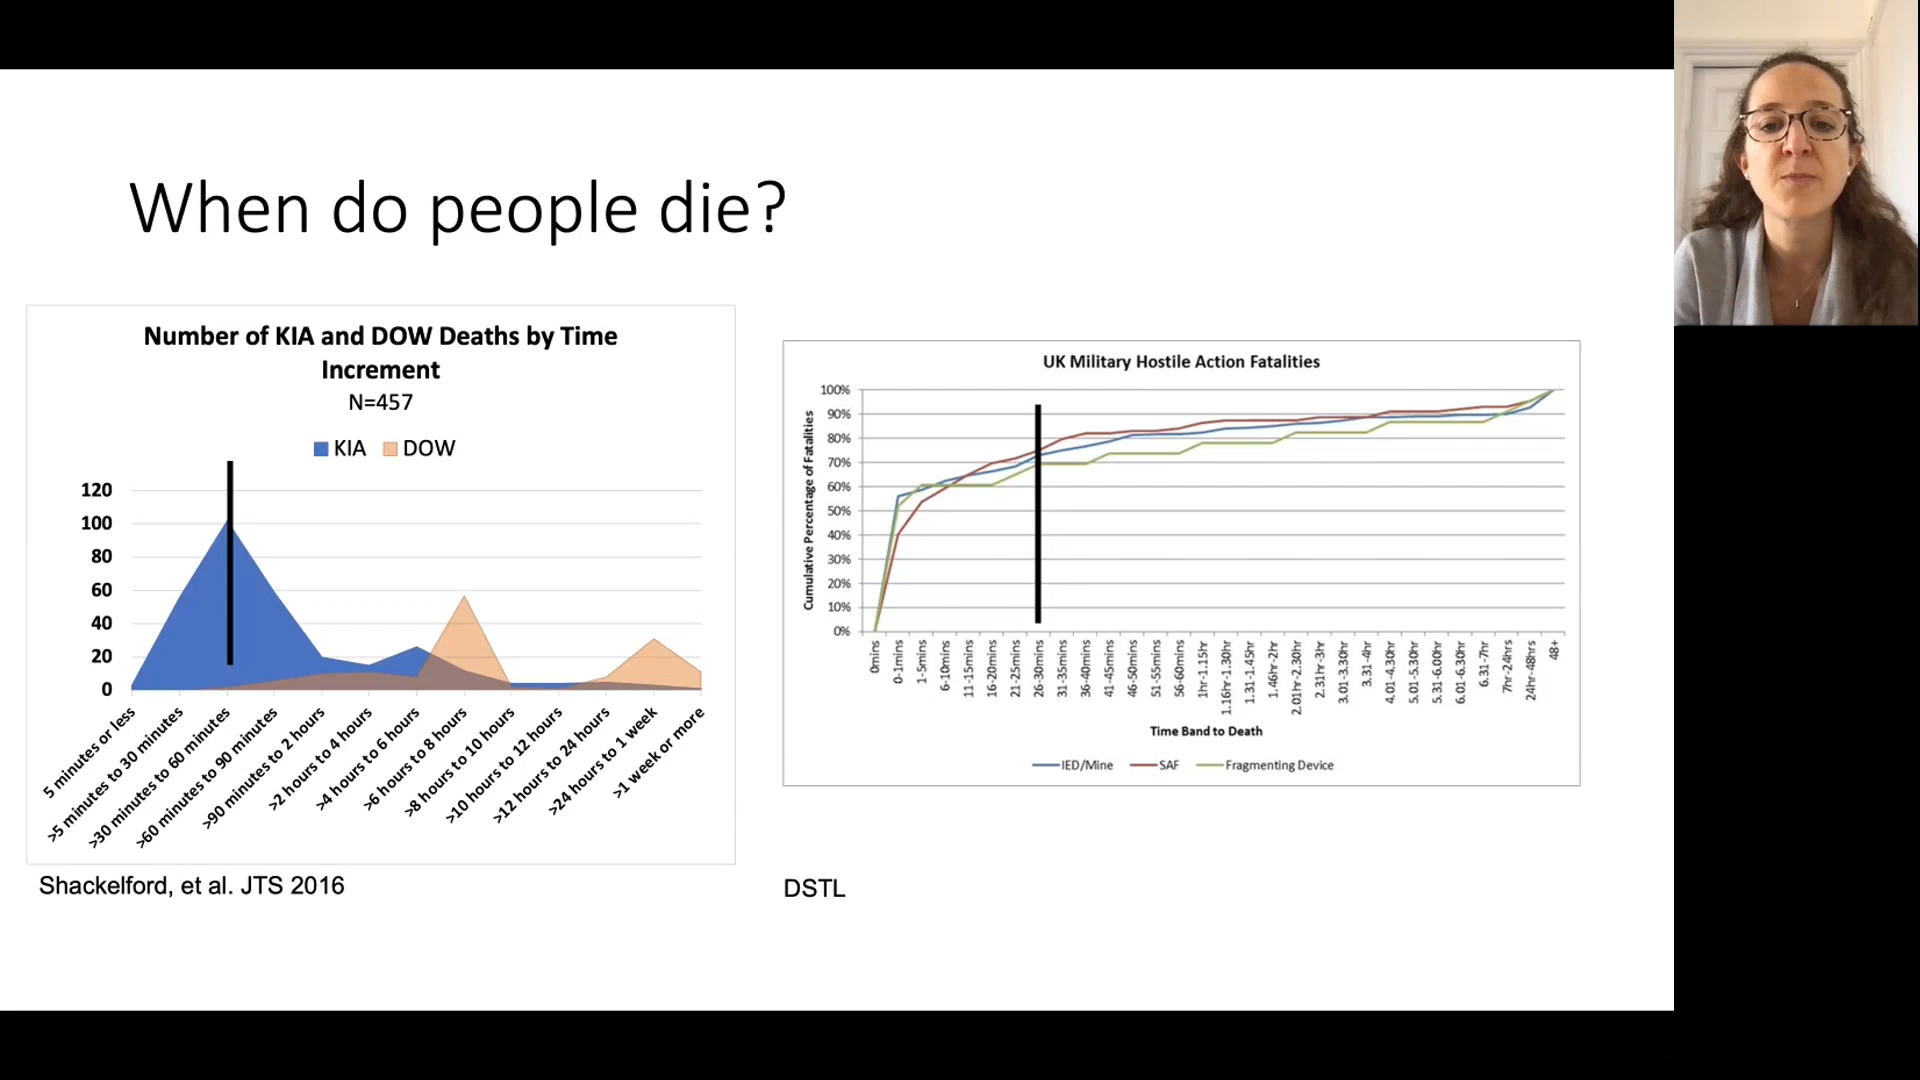 When do people die?
Number of KIA and DOW Deaths by Time
Increment
N=457
KIA DOW
120
100
80
60
40
20
0
5 minutes or less
>5 minutes to 30 minutes
>30 minutes to 60 minutes
>60 minutes to 90 minutes
>90 minutes to 2 hours
>2 hours to 4 hours
>4 hours to 6 hours
>6 hours to 8 hours
>8 hours to 10 hours
>10 hours to 12 hours
>12 hours to 24 hours
>24 hours to 1 week
>1 week or more
Shackelford, et al. JTS 2016
UK Military Hostile Action Fatalities
Cumulative Percentage of Fatalities
100%
90%
80%
70%
60%
50%
40%
30%
20%
10%
0%
0mins
0-1mins
1-5mins
6-10mins
11-15mins
16-20mins
21-25mins
26-30mins
31-35mins
36-40mins
41-45mins
46-50mins
51-55mins
56-60mins
1hr-1.15hr
1.16hr-1.30hr
1.31-1.45hr
1.46hr-2hr
2.01hr-2.30hr
2.31hr-3hr
3.01-3.30hr
3.31-4hr
4.01-4.30hr
5.01-5.30hr
5.31-6.00hr
6.01-6.30hr
6.31-7hr
7hr-24hrs
24hr-48hrs
48+
Time Band to Death
IED/Mine SAF Fragmenting Device
DSTL